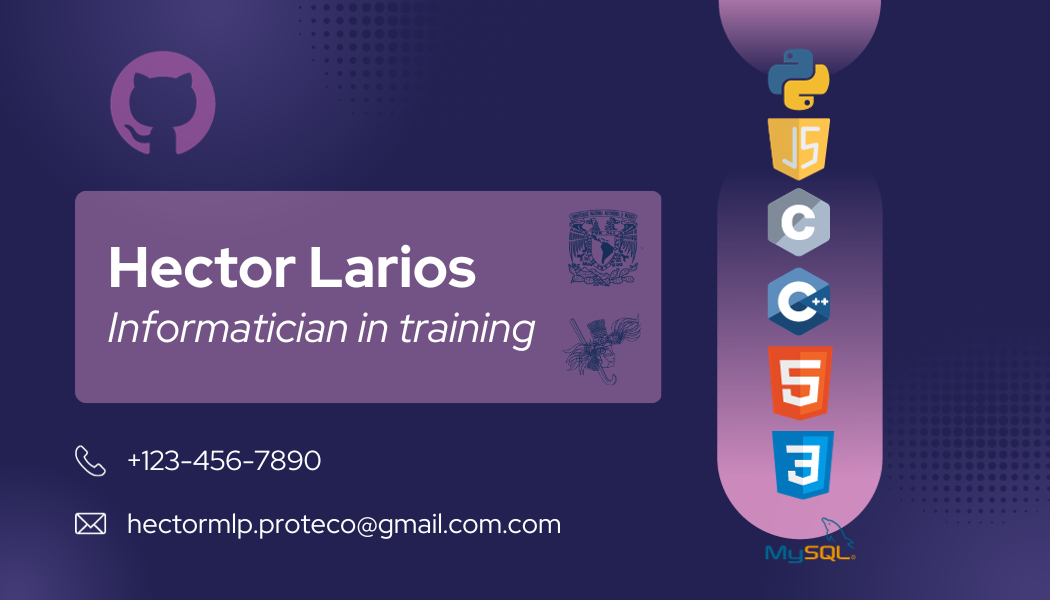 Hector Larios
Informatician in training
+123-456-7890
hectormlp.proteco@gmail.com.com
JS
C
C++
5
3
MySQL